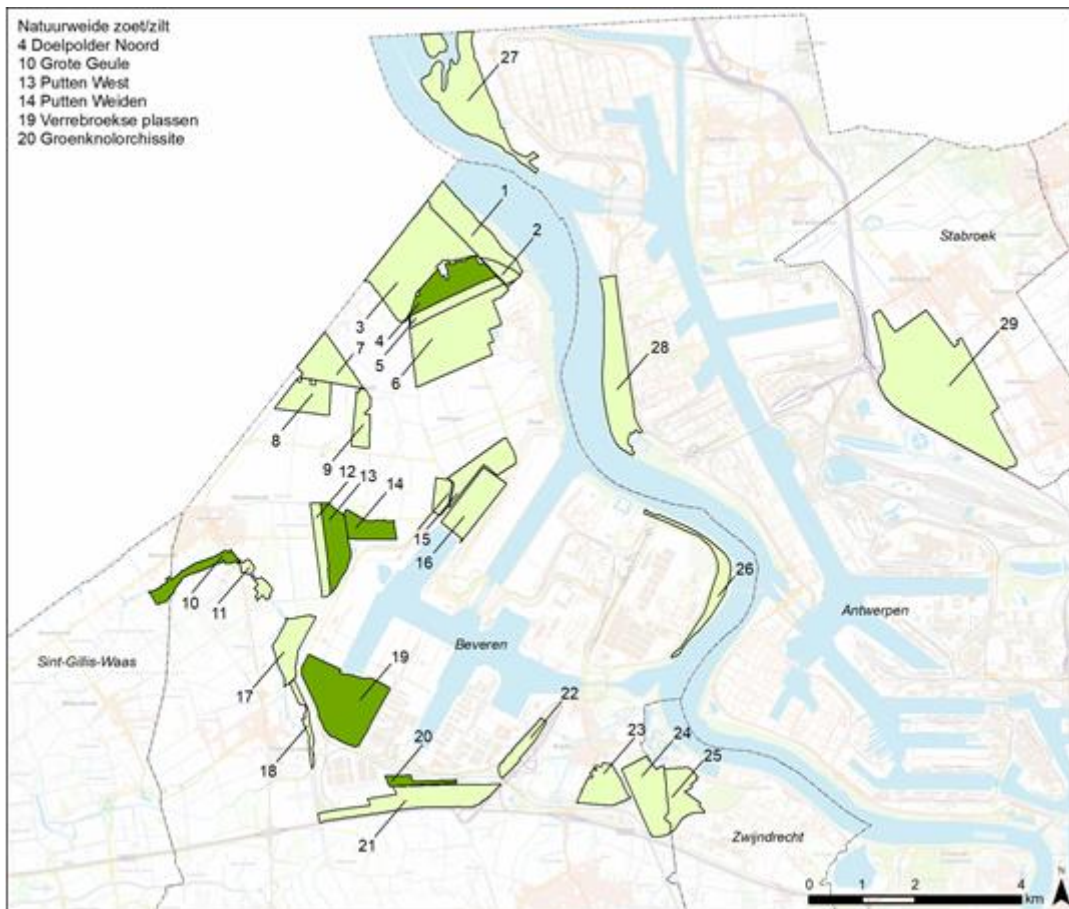 Natuurweide zoet/zilt
4 Doelpolder Noord
10 Grote Geule
13 Putten West
14 Putten Weiden
19 Verrebroekse plassen
20 Groenknolorchissite
27
1
2
Stabroek
3
4
5
6
7
28
29
8
9
12
13
14
15
16
10
11
26
Antwerpen
Beveren
Sint-Gillis-Waas
17
19
22
18
20
23
24
25
21
Zwijndrecht
0 1 2 4
km
N